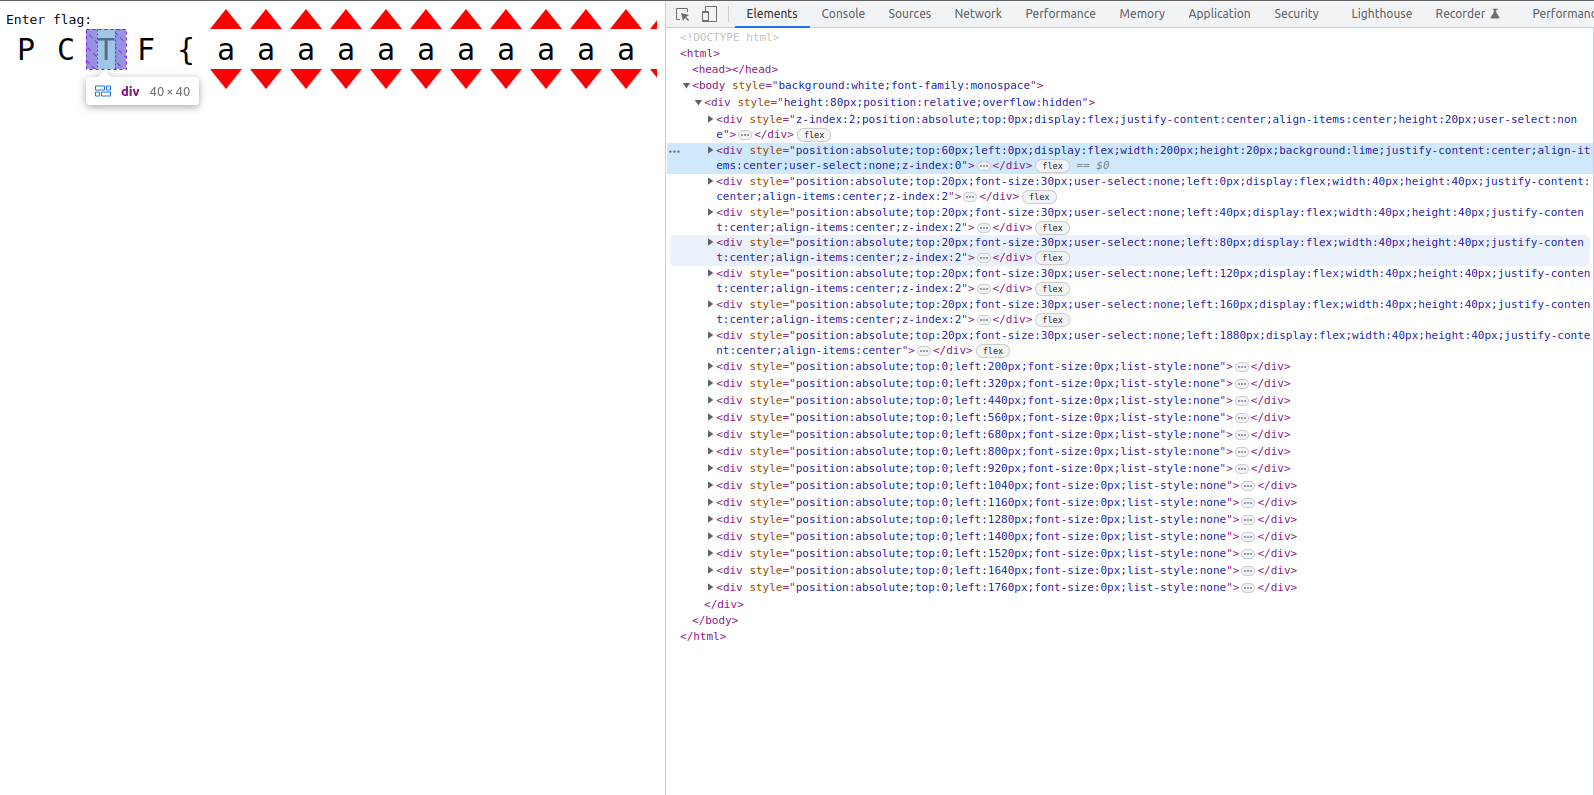 Enter flag:
P C T F { a a a a a a a a a a a
div 40 × 40
Elements Console Sources Network Performance Memory Application Security Lighthouse Recorder Performan
<!DOCTYPE html>
<html>
<head></head>
<body style="background:white;font-family:monospace">
<div style="height:80px;position:relative;overflow:hidden">
<div style="z-index:2;position:absolute;top:0px;display:flex;justify-content:center;align-items:center;height:20px;user-select:non
e">⋯</div> flex
<div style="position:absolute;top:60px;left:0px;display:flex;width:200px;height:20px;background:lime;justify-content:center;align-it
ems:center;user-select:none;z-index:0">⋯</div> flex == $0
<div style="position:absolute;top:20px;font-size:30px;user-select:none;left:0px;display:flex;width:40px;height:40px;justify-content:
center;align-items:center;z-index:2">⋯</div> flex
<div style="position:absolute;top:20px;font-size:30px;user-select:none;left:40px;display:flex;width:40px;height:40px;justify-conten
t:center;align-items:center;z-index:2">⋯</div> flex
<div style="position:absolute;top:20px;font-size:30px;user-select:none;left:80px;display:flex;width:40px;height:40px;justify-conten
t:center;align-items:center;z-index:2">⋯</div> flex
<div style="position:absolute;top:20px;font-size:30px;user-select:none;left:120px;display:flex;width:40px;height:40px;justify-conten
t:center;align-items:center;z-index:2">⋯</div> flex
<div style="position:absolute;top:20px;font-size:30px;user-select:none;left:160px;display:flex;width:40px;height:40px;justify-conten
t:center;align-items:center;z-index:2">⋯</div> flex
<div style="position:absolute;top:20px;font-size:30px;user-select:none;left:1880px;display:flex;width:40px;height:40px;justify-conte
nt:center;align-items:center">⋯</div> flex
<div style="position:absolute;top:0;left:200px;font-size:0px;list-style:none">⋯</div>
<div style="position:absolute;top:0;left:320px;font-size:0px;list-style:none">⋯</div>
<div style="position:absolute;top:0;left:440px;font-size:0px;list-style:none">⋯</div>
<div style="position:absolute;top:0;left:560px;font-size:0px;list-style:none">⋯</div>
<div style="position:absolute;top:0;left:680px;font-size:0px;list-style:none">⋯</div>
<div style="position:absolute;top:0;left:800px;font-size:0px;list-style:none">⋯</div>
<div style="position:absolute;top:0;left:920px;font-size:0px;list-style:none">⋯</div>
<div style="position:absolute;top:0;left:1040px;font-size:0px;list-style:none">⋯</div>
<div style="position:absolute;top:0;left:1160px;font-size:0px;list-style:none">⋯</div>
<div style="position:absolute;top:0;left:1280px;font-size:0px;list-style:none">⋯</div>
<div style="position:absolute;top:0;left:1400px;font-size:0px;list-style:none">⋯</div>
<div style="position:absolute;top:0;left:1520px;font-size:0px;list-style:none">⋯</div>
<div style="position:absolute;top:0;left:1640px;font-size:0px;list-style:none">⋯</div>
<div style="position:absolute;top:0;left:1760px;font-size:0px;list-style:none">⋯</div>
</div>
</body>
</html>